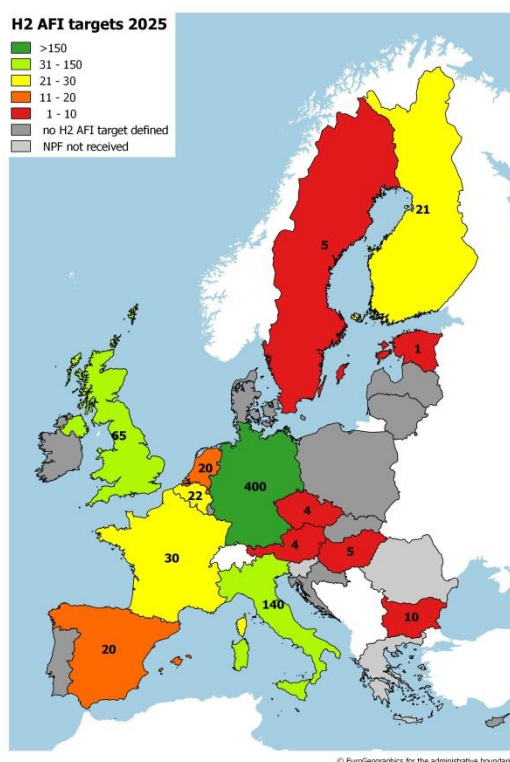 H2 AFI targets 2025
>150
31 - 150
21 - 30
11 - 20
1 - 10
no H2 AFI target defined
NPF not received
21
5
1
65
20
400
22
4
4
5
30
140
10
20
© EuroGeographics for the administrative boundari